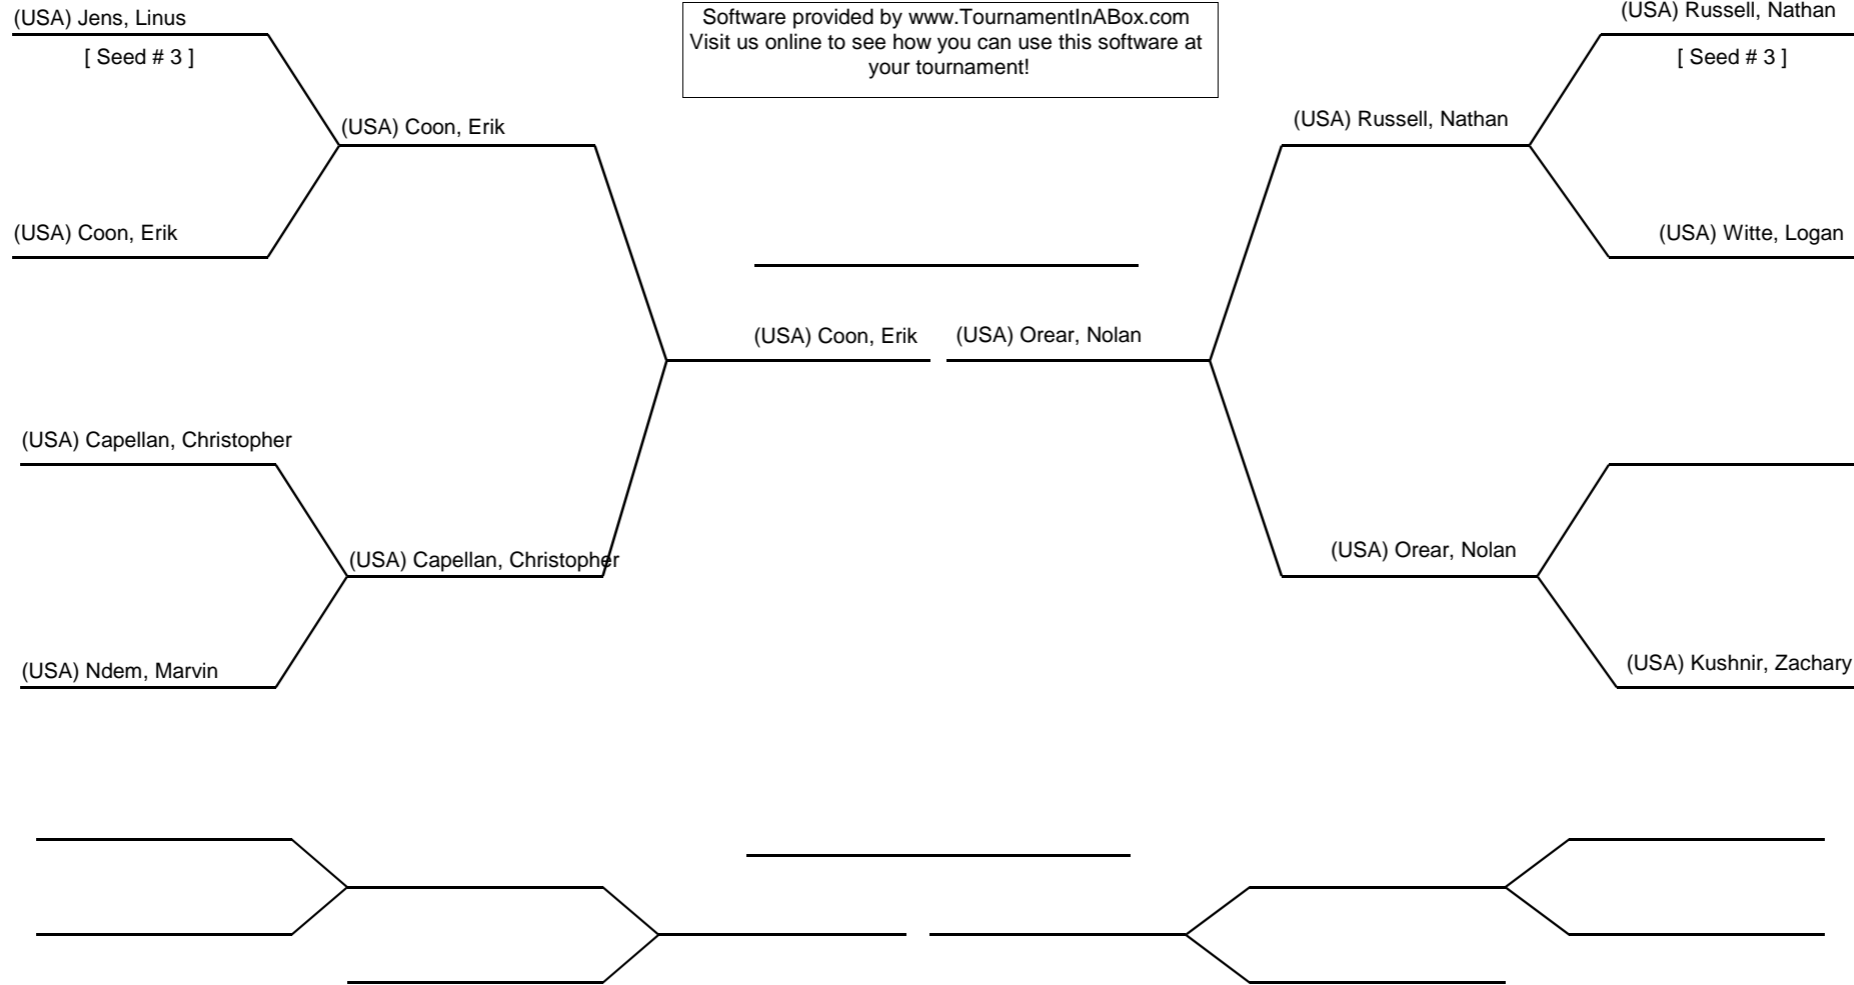 (USA) Jens, Linus
[ Seed # 3 ]
(USA) Coon, Erik
(USA) Coon, Erik
(USA) Capellan, Christopher
(USA) Capellan, Christopher
(USA) Ndem, Marvin
Software provided by www.TournamentInABox.com
Visit us online to see how you can use this software at
your tournament!
(USA) Coon, Erik
(USA) Orear, Nolan
(USA) Russell, Nathan
[ Seed # 3 ]
(USA) Russell, Nathan
(USA) Witte, Logan
(USA) Orear, Nolan
(USA) Kushnir, Zachary